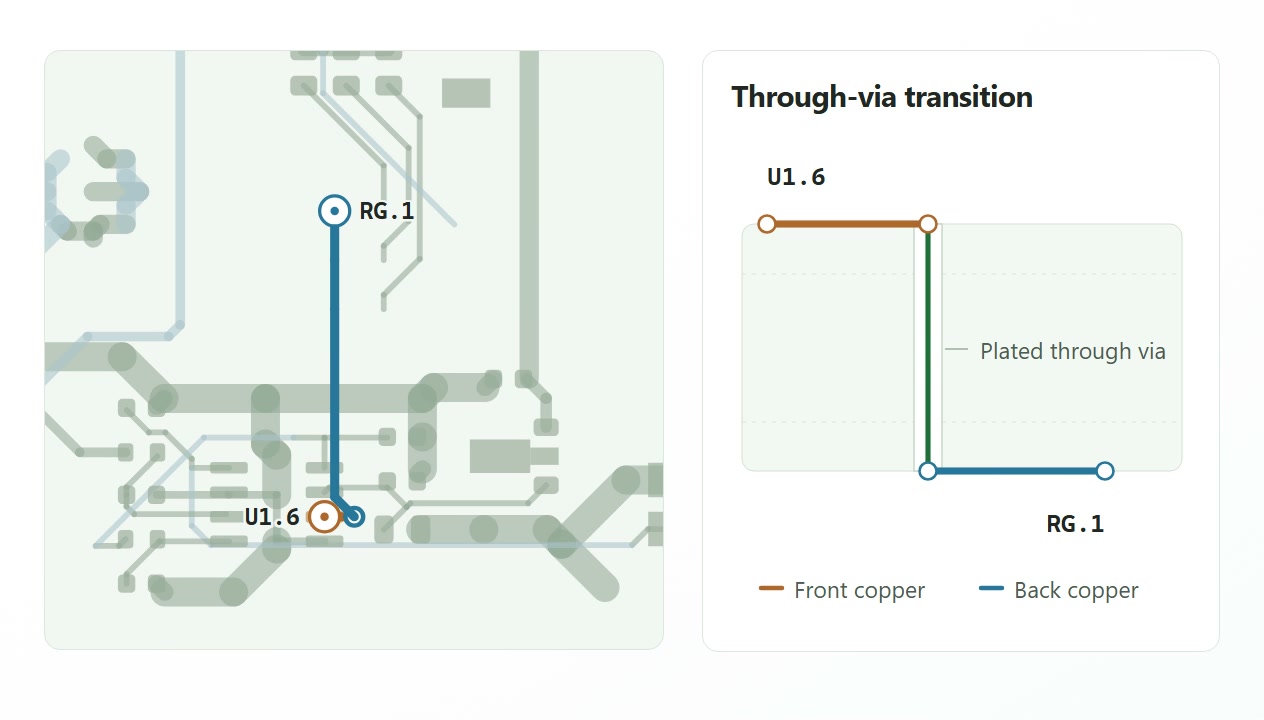 RG.1
U1.6
Through-via transition
U1.6
Plated through via
RG.1
Front copper
Back copper